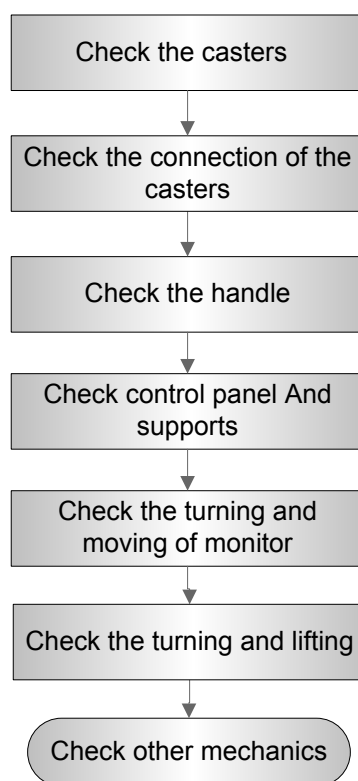 Check the casters
Check the connection of the
casters
Check the handle
Check control panel And
supports
Check the turning and
moving of monitor
Check the turning and lifting
Check other mechanics